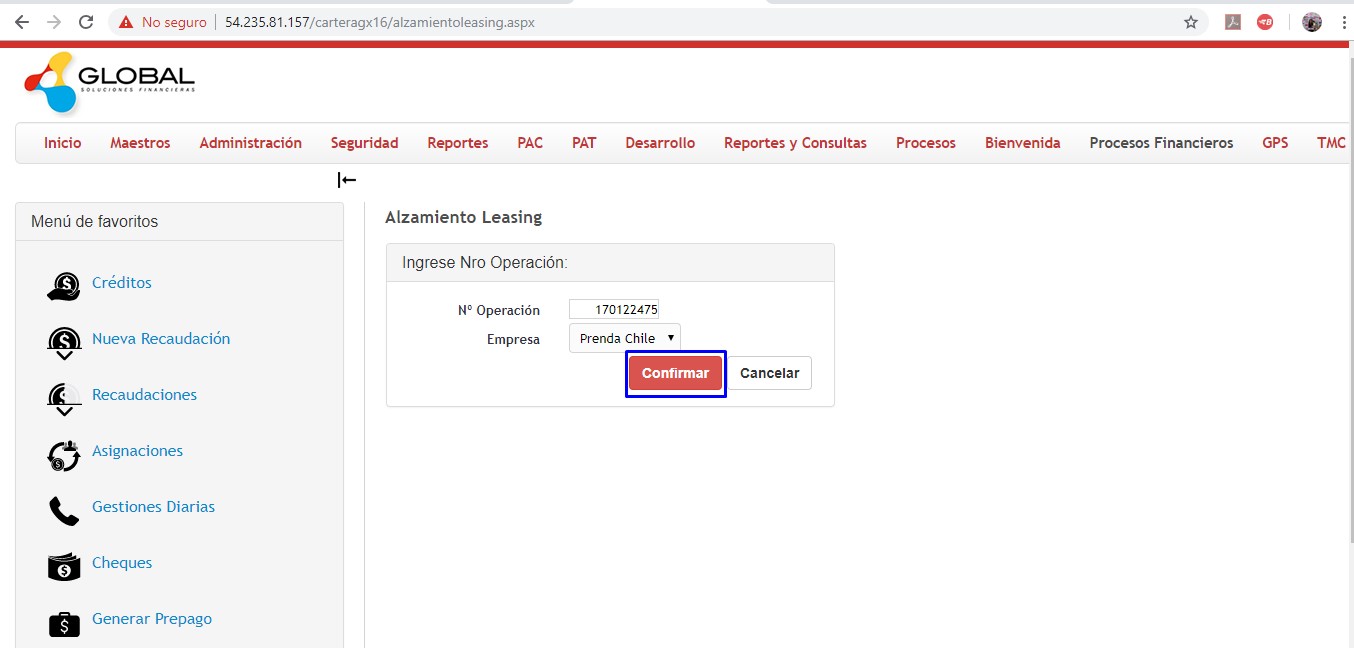 No seguro | 54.235.81.157/carteragx16/alzamientoleasing.aspx
GLOBAL
SOLUCIONES FINANCIERAS
Inicio Maestros Administración Seguridad Reportes PAC PAT Desarrollo Reportes y Consultas Procesos Bienvenida Procesos Financieros GPS TMC
Menú de favoritos
Créditos
Nueva Recaudación
Recaudaciones
Asignaciones
Gestiones Diarias
Cheques
Generar Prepago
Alzamiento Leasing
Ingrese Nro Operación:
Nº Operación 170122475
Empresa Prenda Chile
Confirmar Cancelar